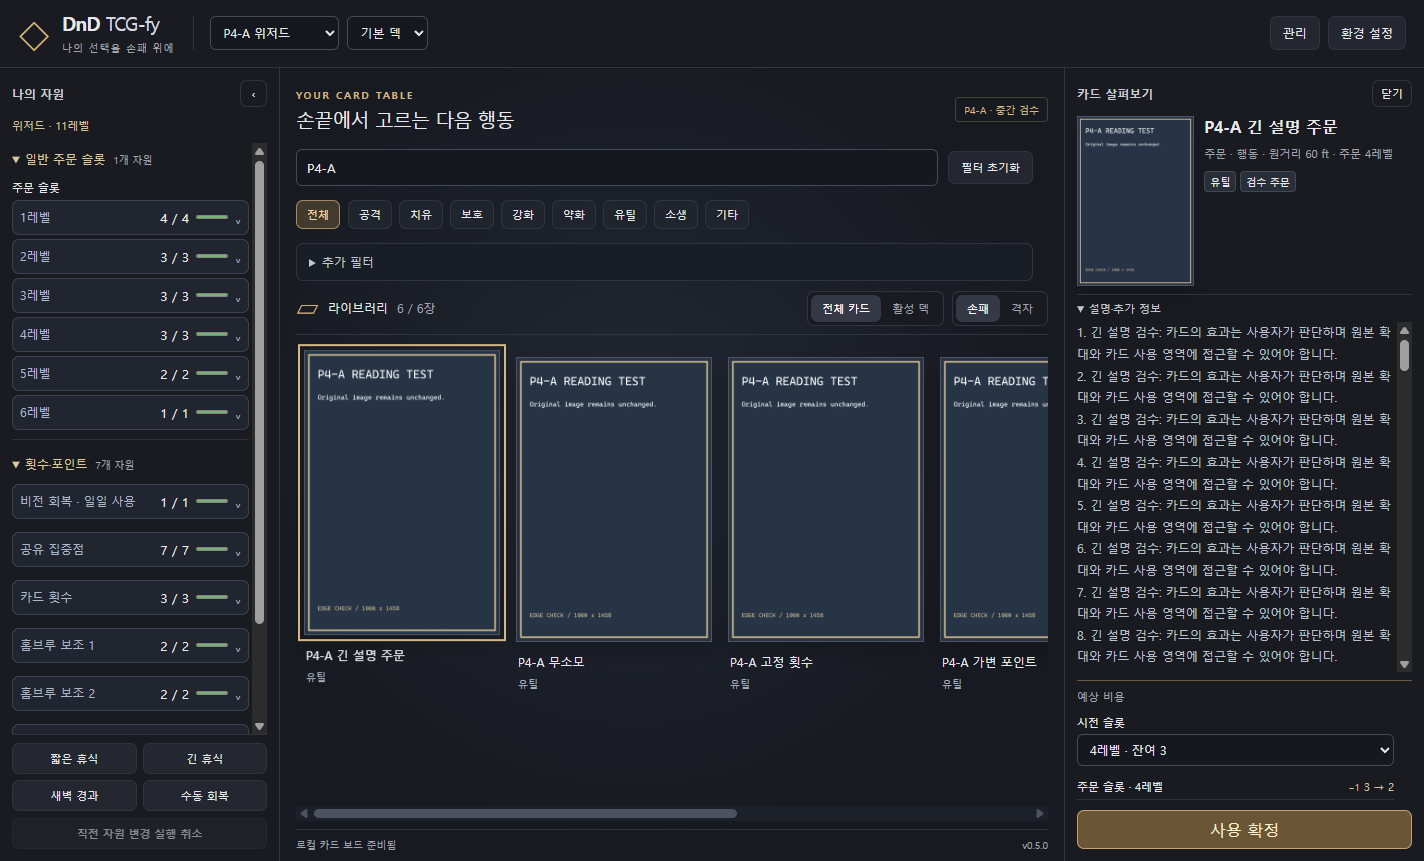 DnD TCG-fy
나의 선택을 손패 위에
P4-A 위저드
기본 덱
관리
환경 설정
나의 자원
‹
위저드 · 11레벨
▼ 일반 주문 슬롯 1개 자원
주문 슬롯
1레벨 4 / 4
2레벨 3 / 3
3레벨 3 / 3
4레벨 3 / 3
5레벨 2 / 2
6레벨 1 / 1
▼ 횟수·포인트 7개 자원
비전 회복 · 일일 사용 1 / 1
공유 집중점 7 / 7
카드 횟수 3 / 3
홈브루 보조 1 2 / 2
홈브루 보조 2 2 / 2
짧은 휴식
긴 휴식
새벽 경과
수동 회복
직전 자원 변경 실행 취소
YOUR CARD TABLE
손끝에서 고르는 다음 행동
P4-A · 중간 검수
P4-A
필터 초기화
전체
공격
치유
보호
강화
약화
유틸
소생
기타
▶ 추가 필터
라이브러리 6 / 6장
전체 카드
활성 덱
손패
격자
P4-A READING TEST
Original image remains unchanged.
EDGE CHECK / 1000 x 1458
P4-A 긴 설명 주문
유틸
P4-A READING TEST
Original image remains unchanged.
EDGE CHECK / 1000 x 1458
P4-A 무소모
유틸
P4-A READING TEST
Original image remains unchanged.
EDGE CHECK / 1000 x 1458
P4-A 고정 횟수
유틸
P4-A READING T
Original image remains un
EDGE CHECK / 1000 x 1458
P4-A 가변 포인트
유틸
로컬 카드 보드 준비됨
v0.5.0
카드 살펴보기
닫기
P4-A READING TEST
Original image remains unchanged.
EDGE CHECK / 1000 x 1458
P4-A 긴 설명 주문
주문 · 행동 · 원거리 60 ft · 주문 4레벨
유틸
검수 주문
▼ 설명·추가 정보
1. 긴 설명 검수: 카드의 효과는 사용자가 판단하며 원본 확
대와 카드 사용 영역에 접근할 수 있어야 합니다.
2. 긴 설명 검수: 카드의 효과는 사용자가 판단하며 원본 확
대와 카드 사용 영역에 접근할 수 있어야 합니다.
3. 긴 설명 검수: 카드의 효과는 사용자가 판단하며 원본 확
대와 카드 사용 영역에 접근할 수 있어야 합니다.
4. 긴 설명 검수: 카드의 효과는 사용자가 판단하며 원본 확
대와 카드 사용 영역에 접근할 수 있어야 합니다.
5. 긴 설명 검수: 카드의 효과는 사용자가 판단하며 원본 확
대와 카드 사용 영역에 접근할 수 있어야 합니다.
6. 긴 설명 검수: 카드의 효과는 사용자가 판단하며 원본 확
대와 카드 사용 영역에 접근할 수 있어야 합니다.
7. 긴 설명 검수: 카드의 효과는 사용자가 판단하며 원본 확
대와 카드 사용 영역에 접근할 수 있어야 합니다.
8. 긴 설명 검수: 카드의 효과는 사용자가 판단하며 원본 확
대와 카드 사용 영역에 접근할 수 있어야 합니다.
예상 비용
시전 슬롯
4레벨 · 잔여 3
주문 슬롯 · 4레벨 −1 3 → 2
사용 확정